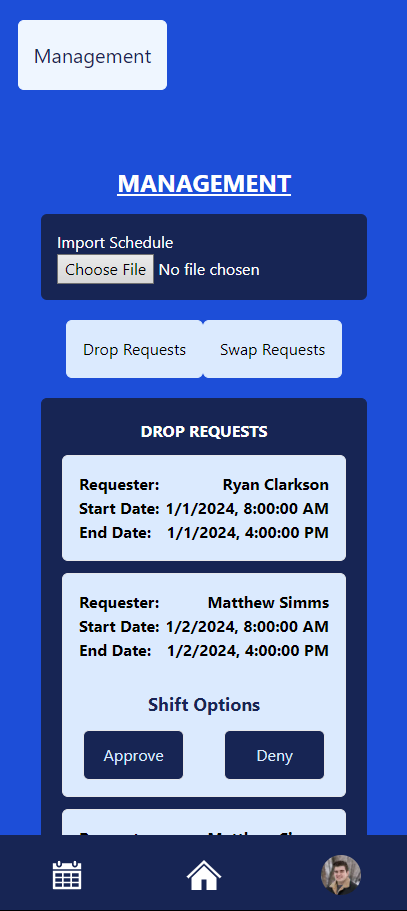 Management
MANAGEMENT
Import Schedule
Choose File No file chosen
Drop Requests Swap Requests
DROP REQUESTS
Requester: Ryan Clarkson
Start Date: 1/1/2024, 8:00:00 AM
End Date: 1/1/2024, 4:00:00 PM
Requester: Matthew Simms
Start Date: 1/2/2024, 8:00:00 AM
End Date: 1/2/2024, 4:00:00 PM
Shift Options
Approve Deny